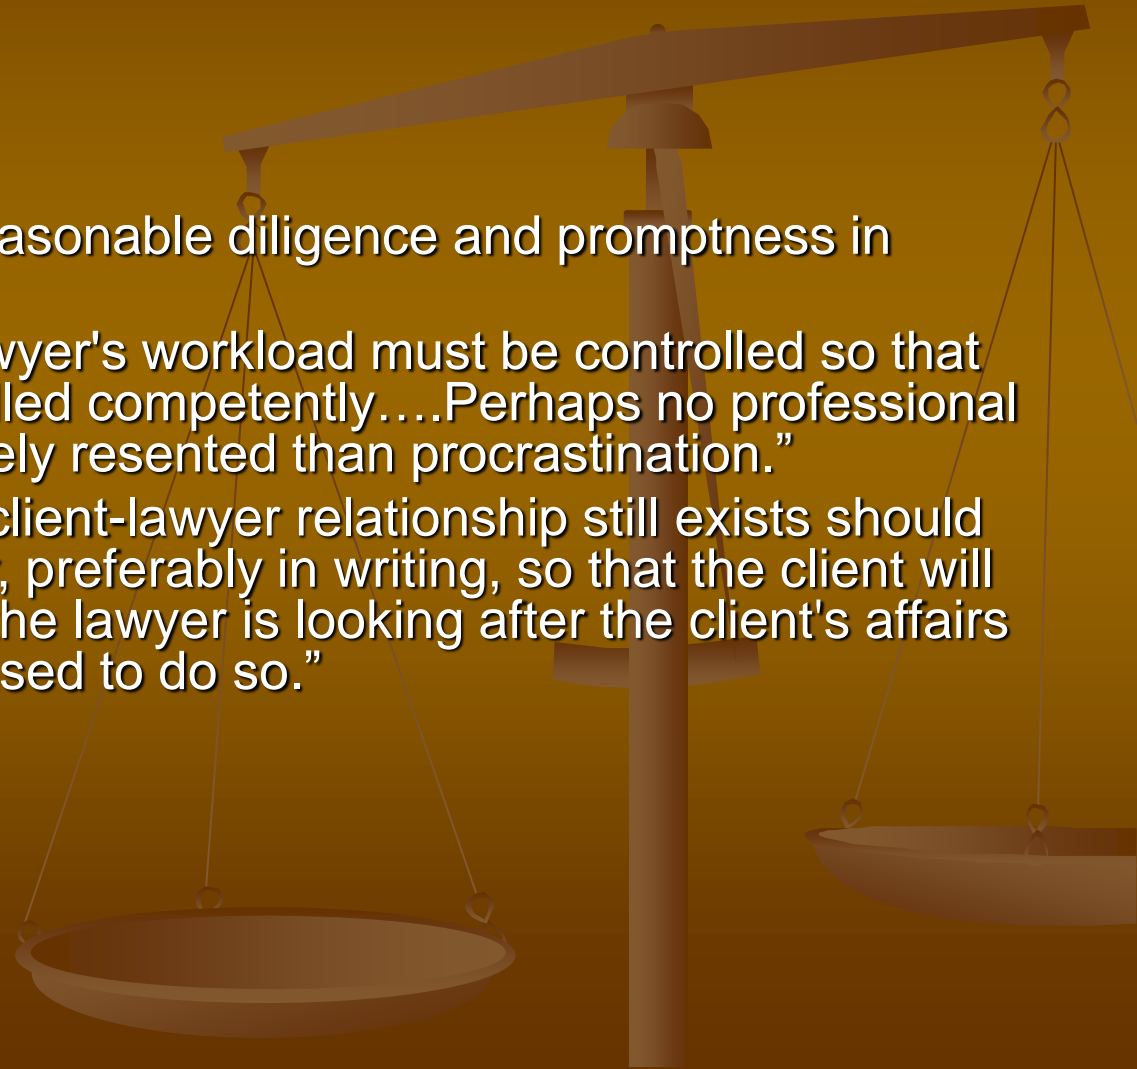 asonable diligence and promptness in
wyer's workload must be controlled so that
led competently….Perhaps no professional
ely resented than procrastination.”
client-lawyer relationship still exists should
, preferably in writing, so that the client will
he lawyer is looking after the client's affairs
sed to do so.”